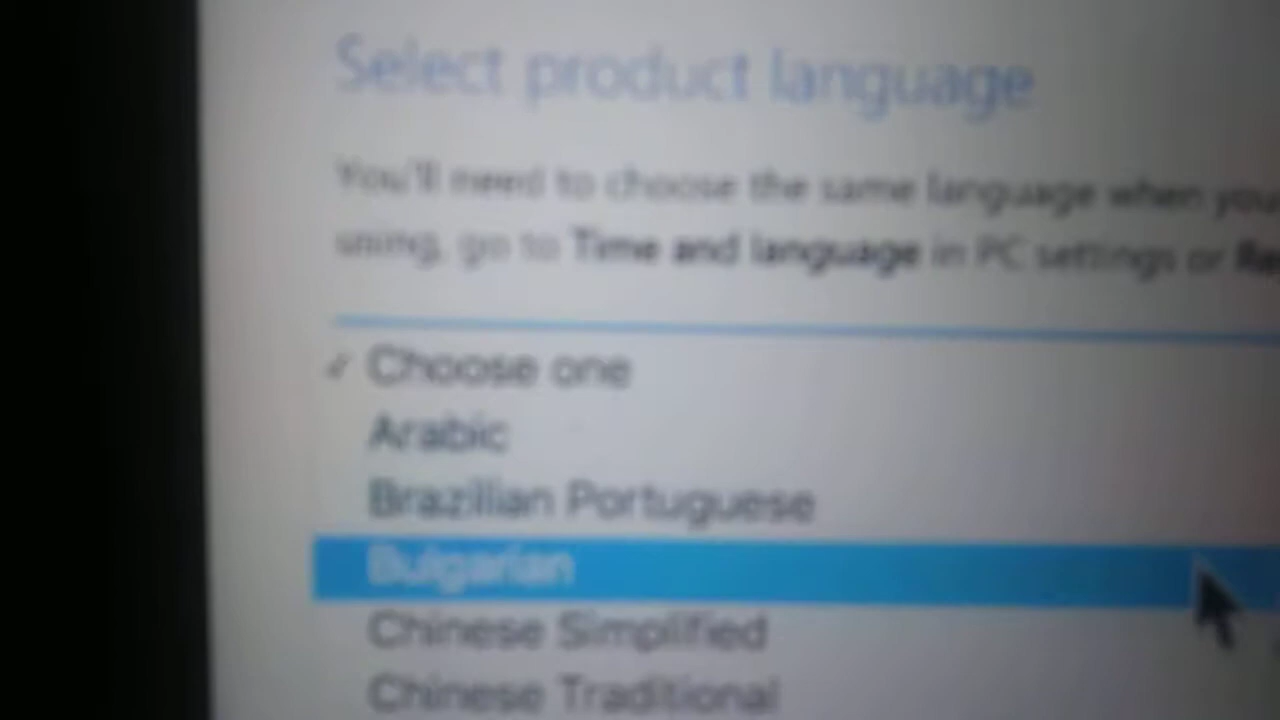 Select product language
You'll need to choose the same language when you
using, go to Time and language in PC settings or
Choose one
Arabic
Brazilian Portuguese
Bulgarian
Chinese Simplified
Chinese Traditional